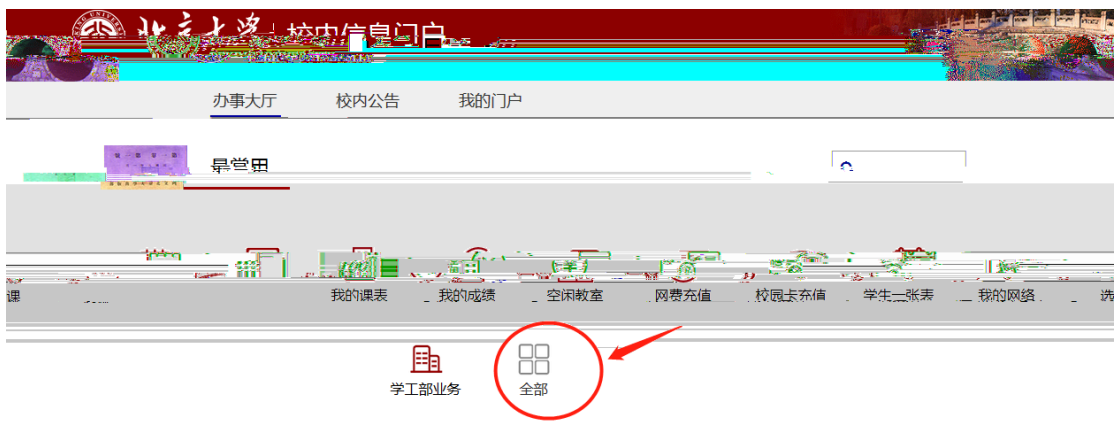 北京大学 校内信息门户
办事大厅 校内公告 我的门户
最常用
课 我的课表 我的成绩 空闲教室 网费充值 校园卡充值 学生一张表 我的网络 选
学工部业务 全部